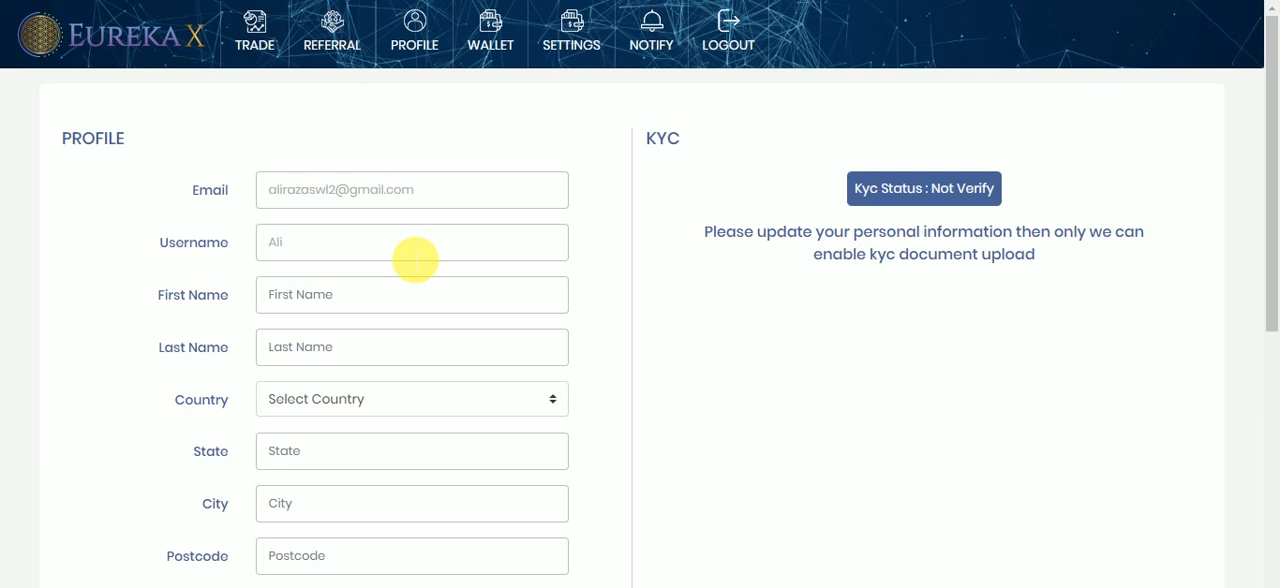 EUREKA X
TRADE
REFERRAL
PROFILE
WALLET
SETTINGS
NOTIFY
LOGOUT
PROFILE
Email
alirazaswl2@gmail.com
Username
Ali
First Name
First Name
Last Name
Last Name
Country
Select Country
State
State
City
City
Postcode
Postcode
KYC
Kyc Status : Not Verify
Please update your personal information then only we can
enable kyc document upload